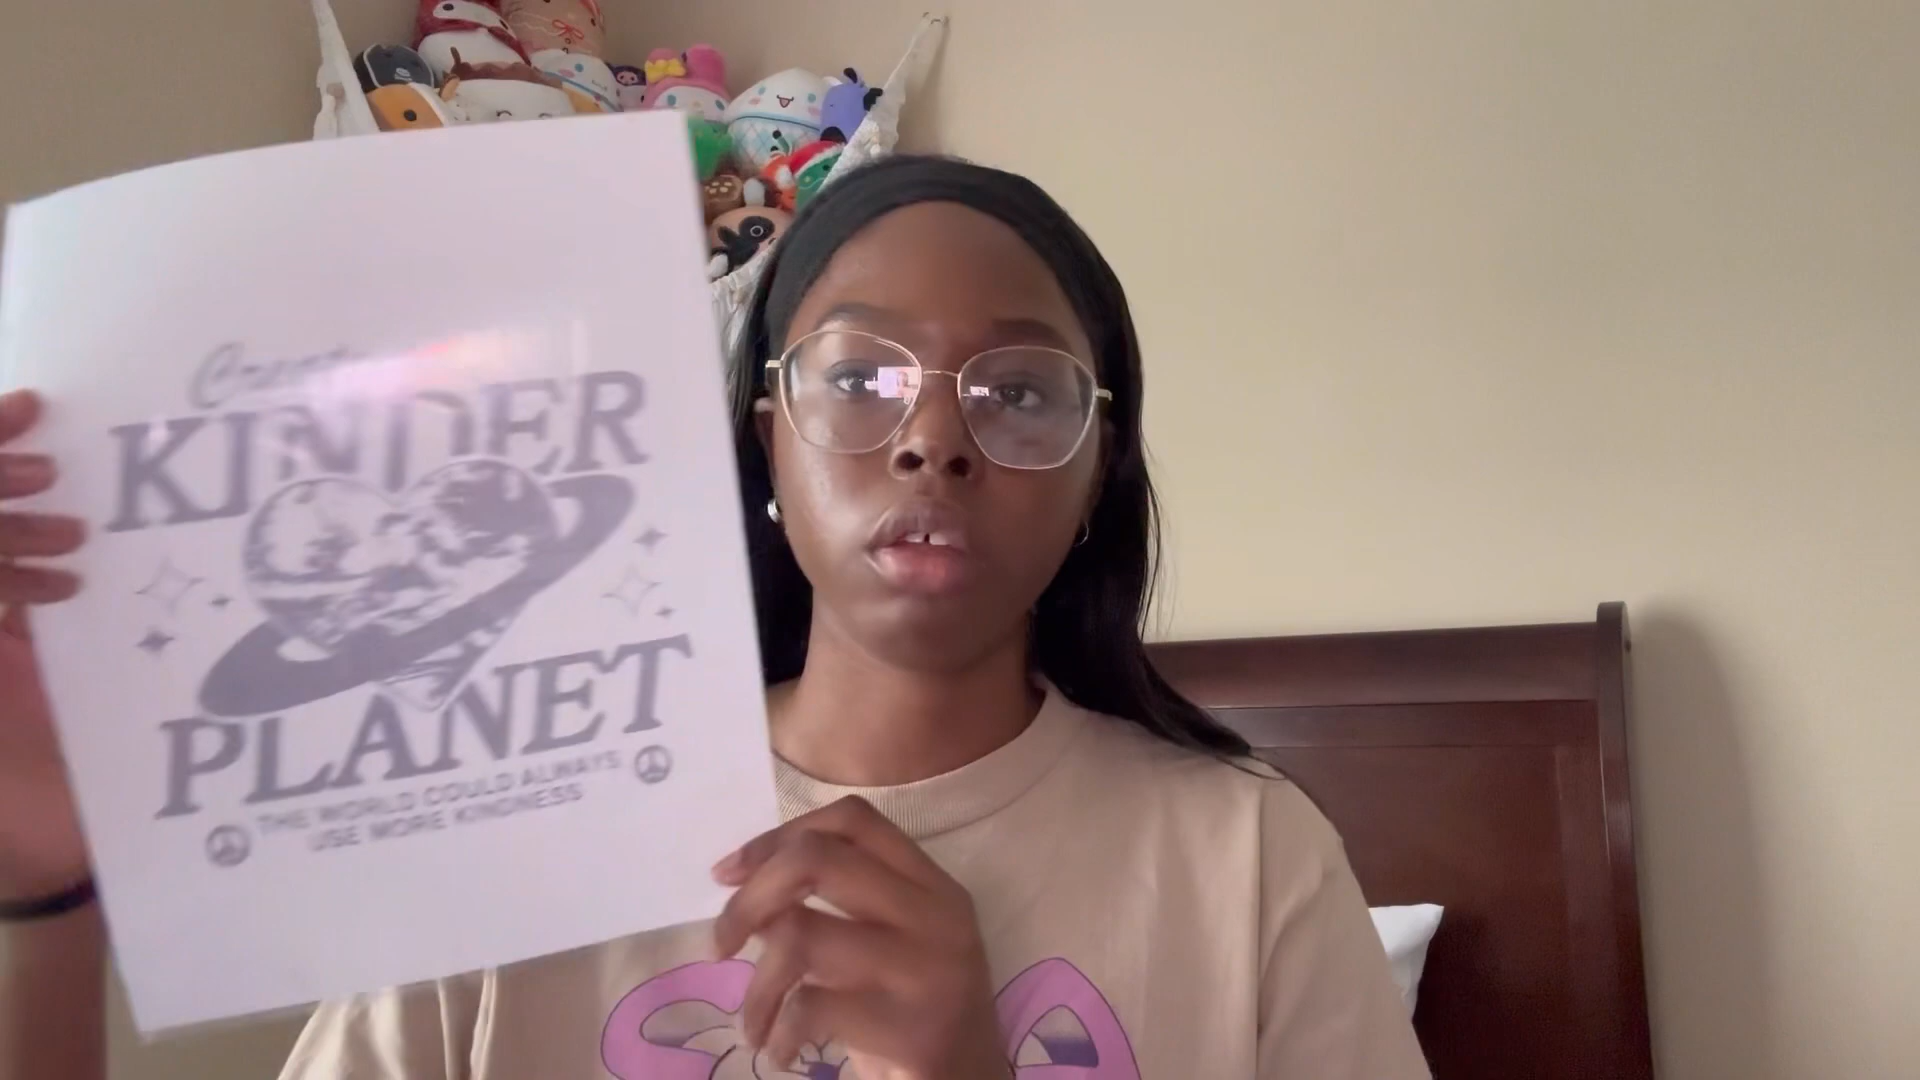 KINDER
PLANET
THE WORLD COULD ALWAYS
USE MORE KINDNESS